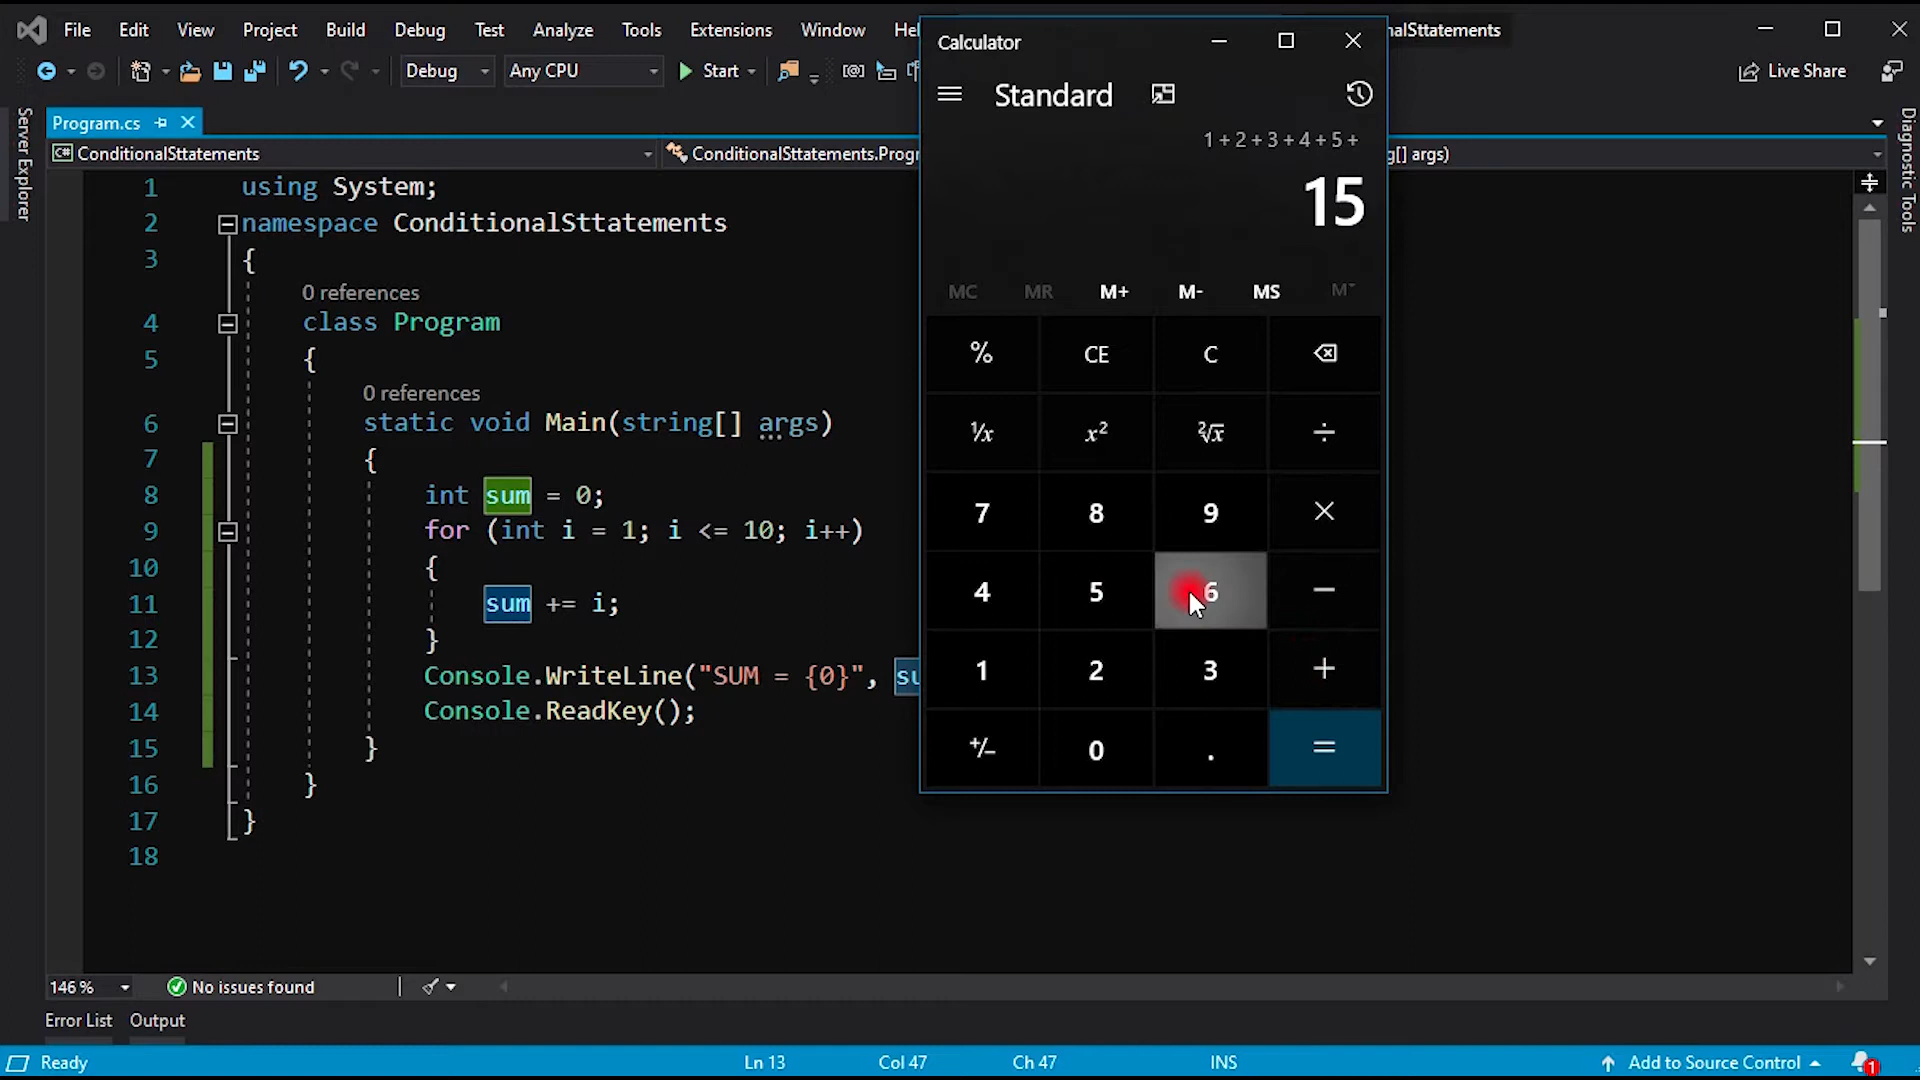 File Edit View Project Build Debug Test Analyze Tools Extensions Window
Debug Any CPU Start Live Share
Program.cs
ConditionalSttatements
Server Explorer
Diagnostic Tools
1 using System;
2 namespace ConditionalSttatements
3 {
0 references
4 class Program
5 {
0 references
6 static void Main(string[] args)
7 {
8 int sum = 0;
9 for (int i = 1; i <= 10; i++)
10 {
11 sum += i;
12 }
13 Console.WriteLine("SUM = {0}",
14 Console.ReadKey();
15 }
16 }
17 }
18
Calculator
Standard
1 + 2 + 3 + 4 + 5 +
15
MC MR M+ M- MS M˅
% CE C
¹/x x² ²√x ÷
7 8 9 ×
4 5 6 −
1 2 3 +
+/− 0 . =
args)
146 % No issues found
Error List Output
Ready Ln 13 Col 47 Ch 47 INS Add to Source Control 1